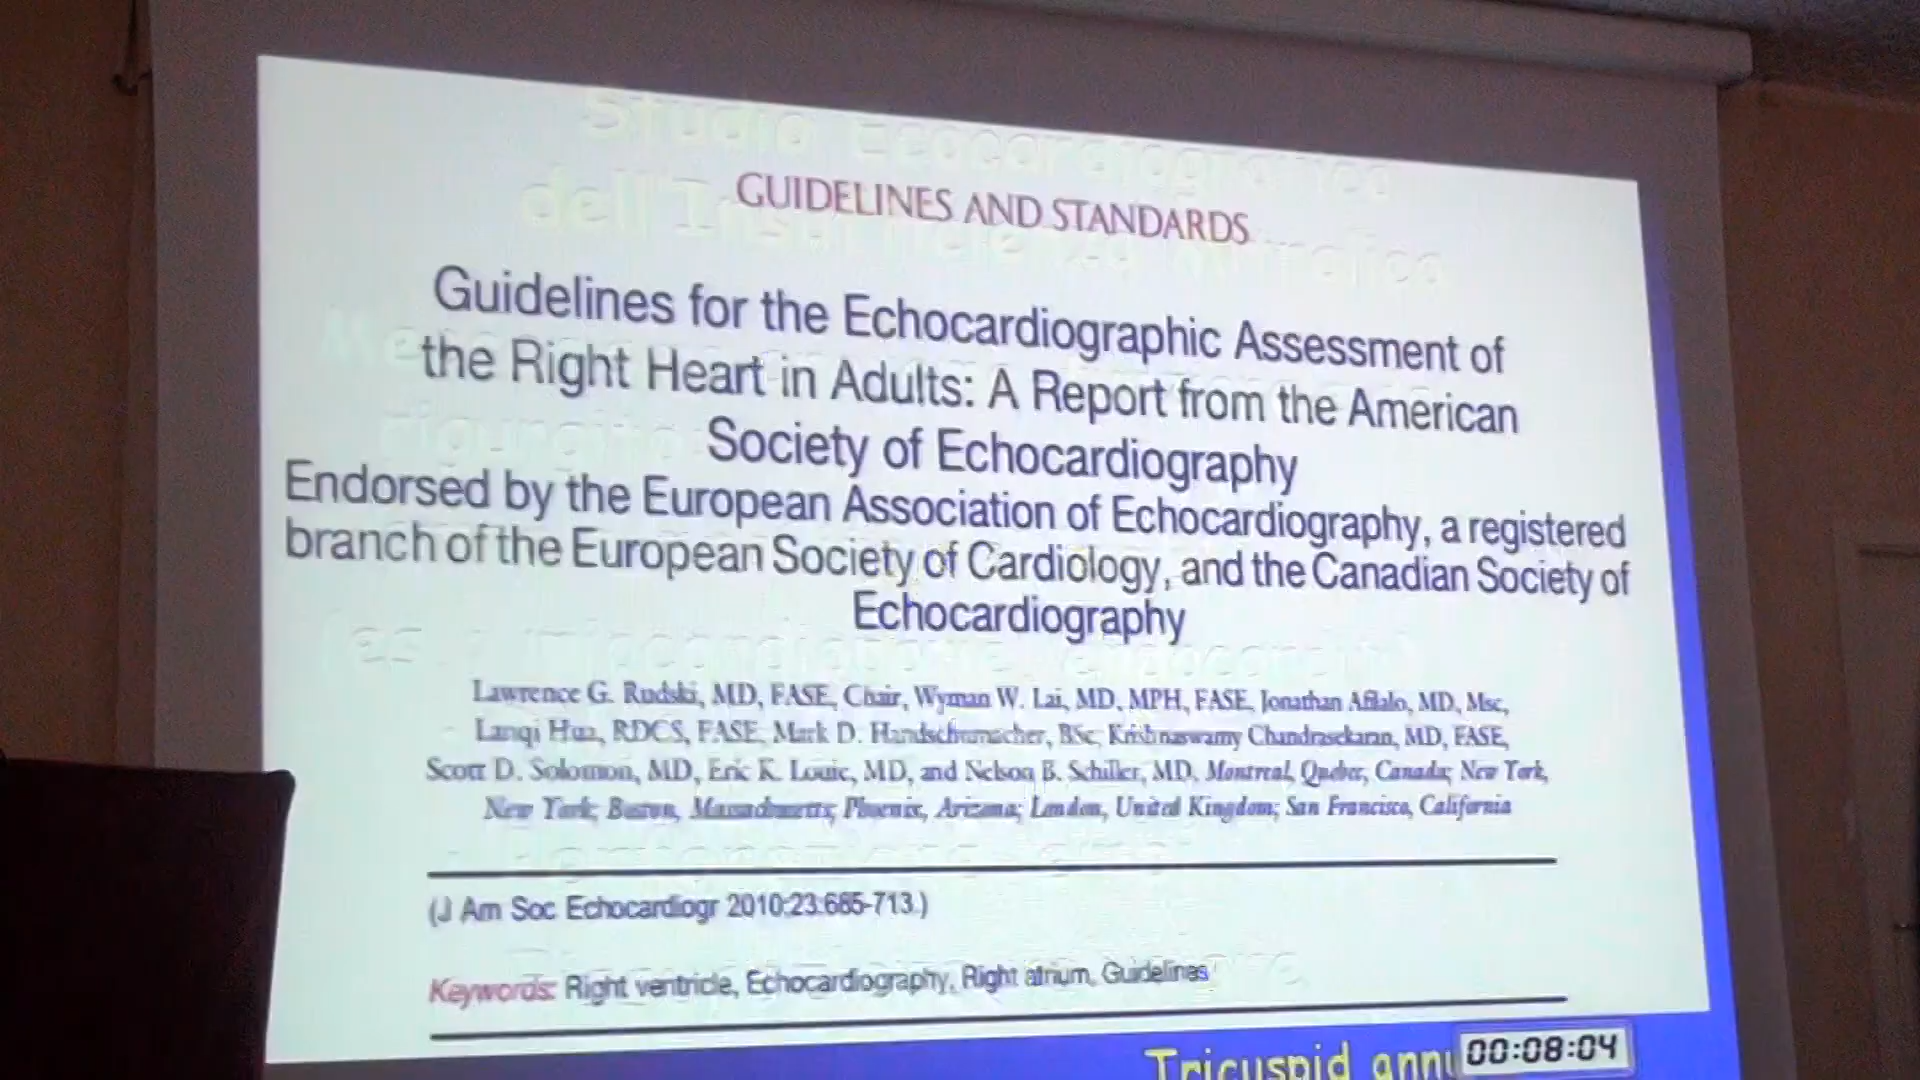 GUIDELINES AND STANDARDS
Guidelines for the Echocardiographic Assessment of
the Right Heart in Adults: A Report from the American
Society of Echocardiography
Endorsed by the European Association of Echocardiography, a registered
branch of the European Society of Cardiology, and the Canadian Society of
Echocardiography
Lawrence G. Rudski, MD, FASE, Chair, Wyman W. Lai, MD, MPH, FASE, Jonathan Afilalo, MD, Msc,
Lanqi Hua, RDCS, FASE, Mark D. Handschumacher, BSc, Krishnaswamy Chandrasekaran, MD, FASE,
Scott D. Solomon, MD, Eric K. Louie, MD, and Nelson B. Schiller, MD, Montreal, Quebec, Canada; New York,
New York; Boston, Massachusetts; Phoenix, Arizona; London, United Kingdom; San Francisco, California
(J Am Soc Echocardiogr 2010;23:685-713.)
Keywords: Right ventricle, Echocardiography, Right atrium, Guidelines
Tricuspid annu
00:08:04